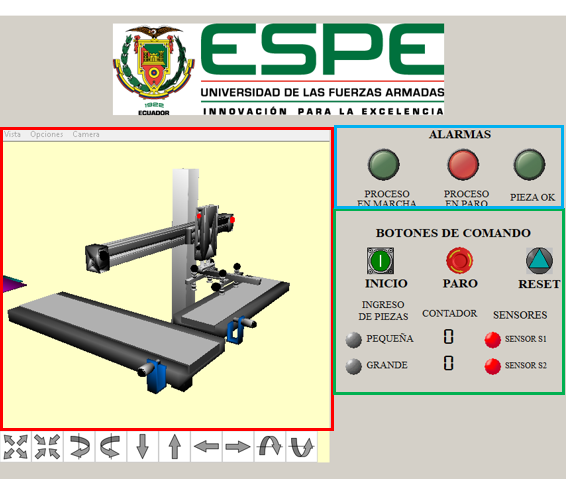 ESPE
UNIVERSIDAD DE LAS FUERZAS ARMADAS
INNOVACIÓN PARA LA EXCELENCIA
1922
ECUADOR
Vista Opciones Camera
ALARMAS
PROCESO EN MARCHA
PROCESO EN PARO
PIEZA OK
BOTONES DE COMANDO
INICIO PARO RESET
INGRESO DE PIEZAS
CONTADOR
SENSORES
PEQUEÑA 0 SENSOR S1
GRANDE 0 SENSOR S2